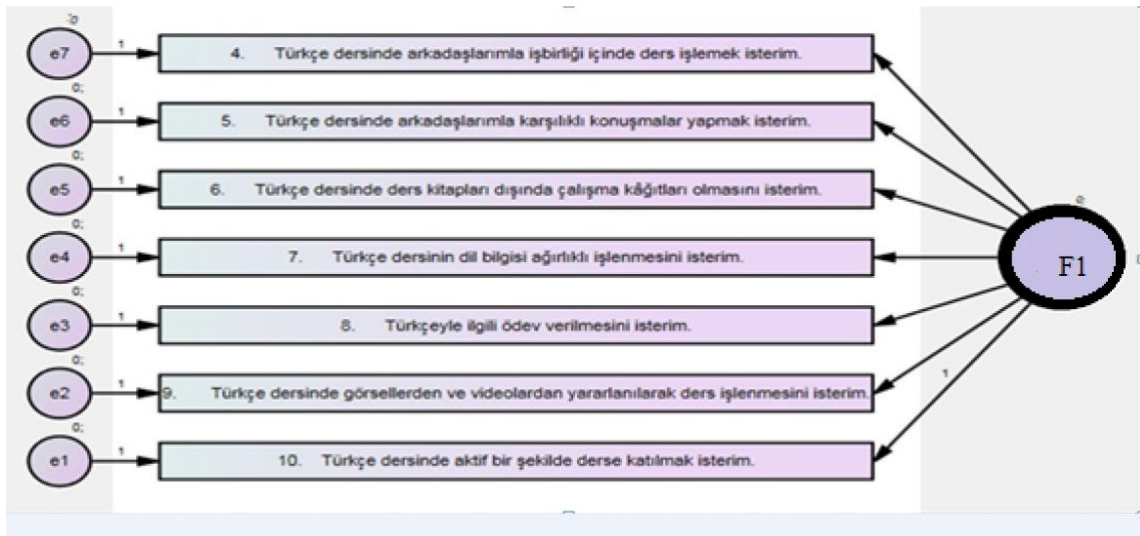 0;
e7 1 4. Türkçe dersinde arkadaşlarımla işbirliği içinde ders işlemek isterim.
0;
e6 1 5. Türkçe dersinde arkadaşlarımla karşılıklı konuşmalar yapmak isterim.
0;
e5 1 6. Türkçe dersinde ders kitapları dışında çalışma kâğıtları olmasını isterim.
0;
e4 1 7. Türkçe dersinin dil bilgisi ağırlıklı işlenmesini isterim.
F1
0;
e3 1 8. Türkçeyle ilgili ödev verilmesini isterim.
0;
e2 1 9. Türkçe dersinde görsellerden ve videolardan yararlanılarak ders işlenmesini isterim.
1
0;
e1 1 10. Türkçe dersinde aktif bir şekilde derse katılmak isterim.